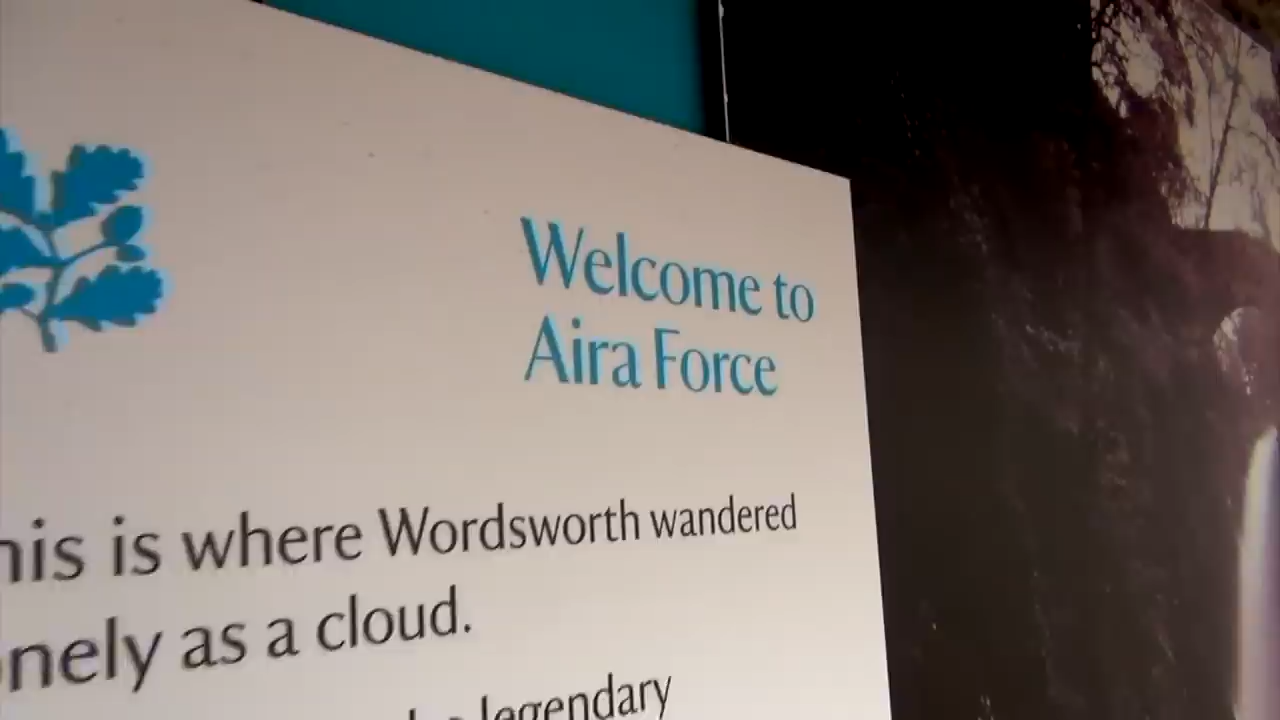 Welcome to
Aira Force
his is where Wordsworth wandered
nely as a cloud.
legendary